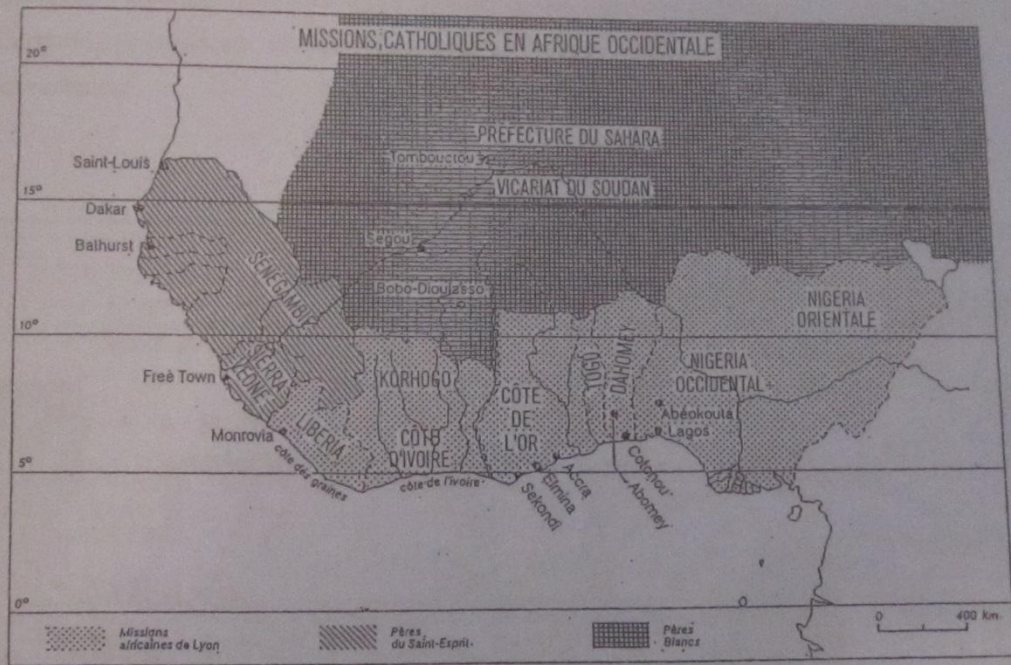 MISSIONS CATHOLIQUES EN AFRIQUE OCCIDENTALE
20°
PRÉFECTURE DU SAHARA
Tombouctou
Saint-Louis
VICARIAT DU SOUDAN
15°
Dakar
Balhurst
Ségou
SÉNÉGAMBIE
Bobo-Dioulasso
NIGERIA
ORIENTALE
10°
TOGO
DAHOMEY
NIGERIA
OCCIDENTAL
Freè Town
SIERRA
LEONE
KORHOGO
CÔTE
DE
L'OR
Abéokouta
Lagos
Monrovia
LIBERIA
CÔTE
D'IVOIRE
Cotonou
Abomey
5°
côte des graines
côte de l'ivoire
Accra
Elmina
Sekondi
0°
0 400 km.
Missions
africaines de Lyon
Pères
du Saint-Esprit
Pères
Blancs